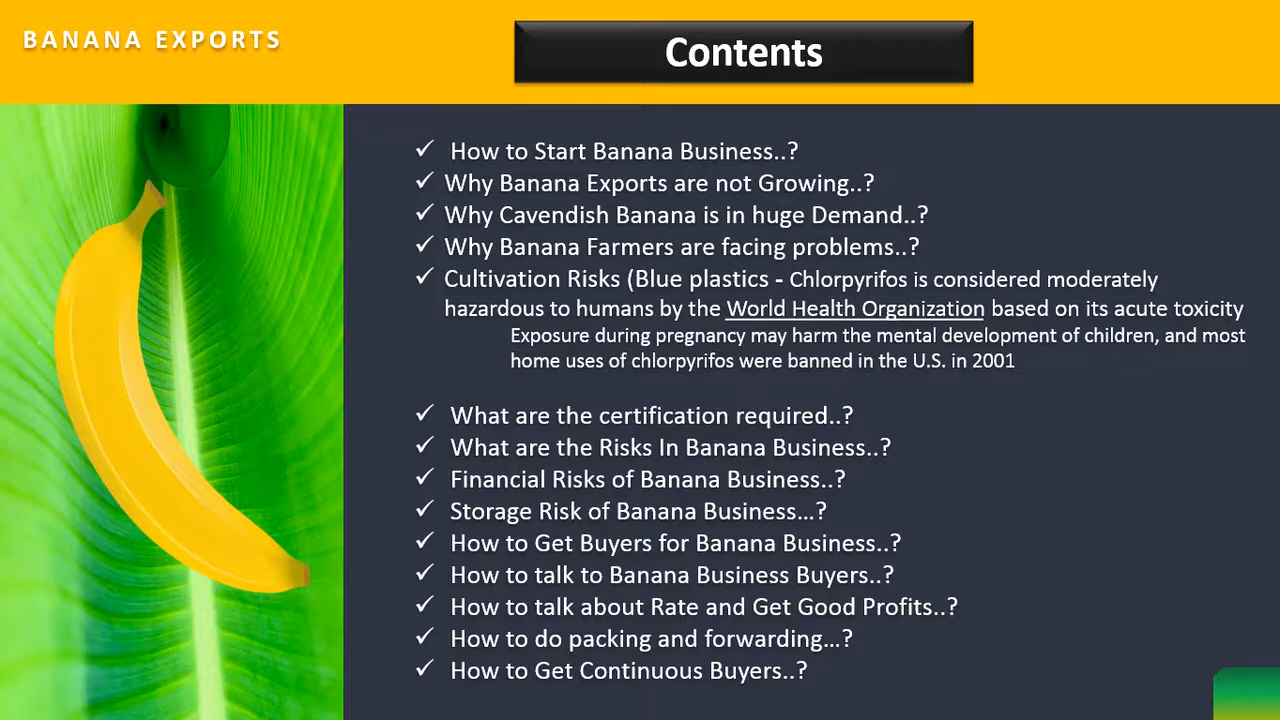 BANANA EXPORTS
Contents
✓ How to Start Banana Business..?
✓ Why Banana Exports are not Growing..?
✓ Why Cavendish Banana is in huge Demand..?
✓ Why Banana Farmers are facing problems..?
✓ Cultivation Risks (Blue plastics - Chlorpyrifos is considered moderately
hazardous to humans by the World Health Organization based on its acute toxicity
Exposure during pregnancy may harm the mental development of children, and most
home uses of chlorpyrifos were banned in the U.S. in 2001
✓ What are the certification required..?
✓ What are the Risks In Banana Business..?
✓ Financial Risks of Banana Business..?
✓ Storage Risk of Banana Business...?
✓ How to Get Buyers for Banana Business..?
✓ How to talk to Banana Business Buyers..?
✓ How to talk about Rate and Get Good Profits..?
✓ How to do packing and forwarding...?
✓ How to Get Continuous Buyers..?